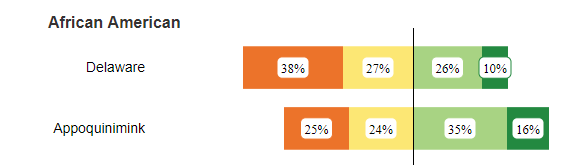 African American
Delaware 38% 27% 26% 10%
Appoquinimink 25% 24% 35% 16%